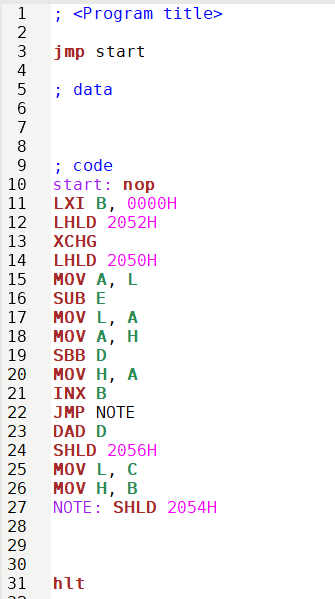 1 ; <Program title>
2
3 jmp start
4
5 ; data
6
7
8
9 ; code
10 start: nop
11 LXI B, 0000H
12 LHLD 2052H
13 XCHG
14 LHLD 2050H
15 MOV A, L
16 SUB E
17 MOV L, A
18 MOV A, H
19 SBB D
20 MOV H, A
21 INX B
22 JMP NOTE
23 DAD D
24 SHLD 2056H
25 MOV L, C
26 MOV H, B
27 NOTE: SHLD 2054H
28
29
30
31 hlt